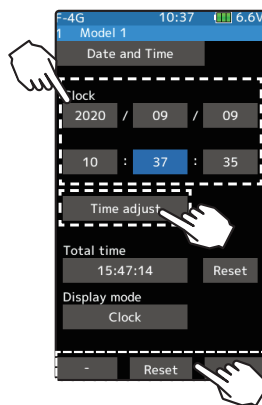 F-4G 10:37 6.6V
1 Model 1
Date and Time
Clock
2020 / 09 / 09
10 : 37 : 35
Time adjust
Total time
15:47:14 Reset
Display mode
Clock
- Reset